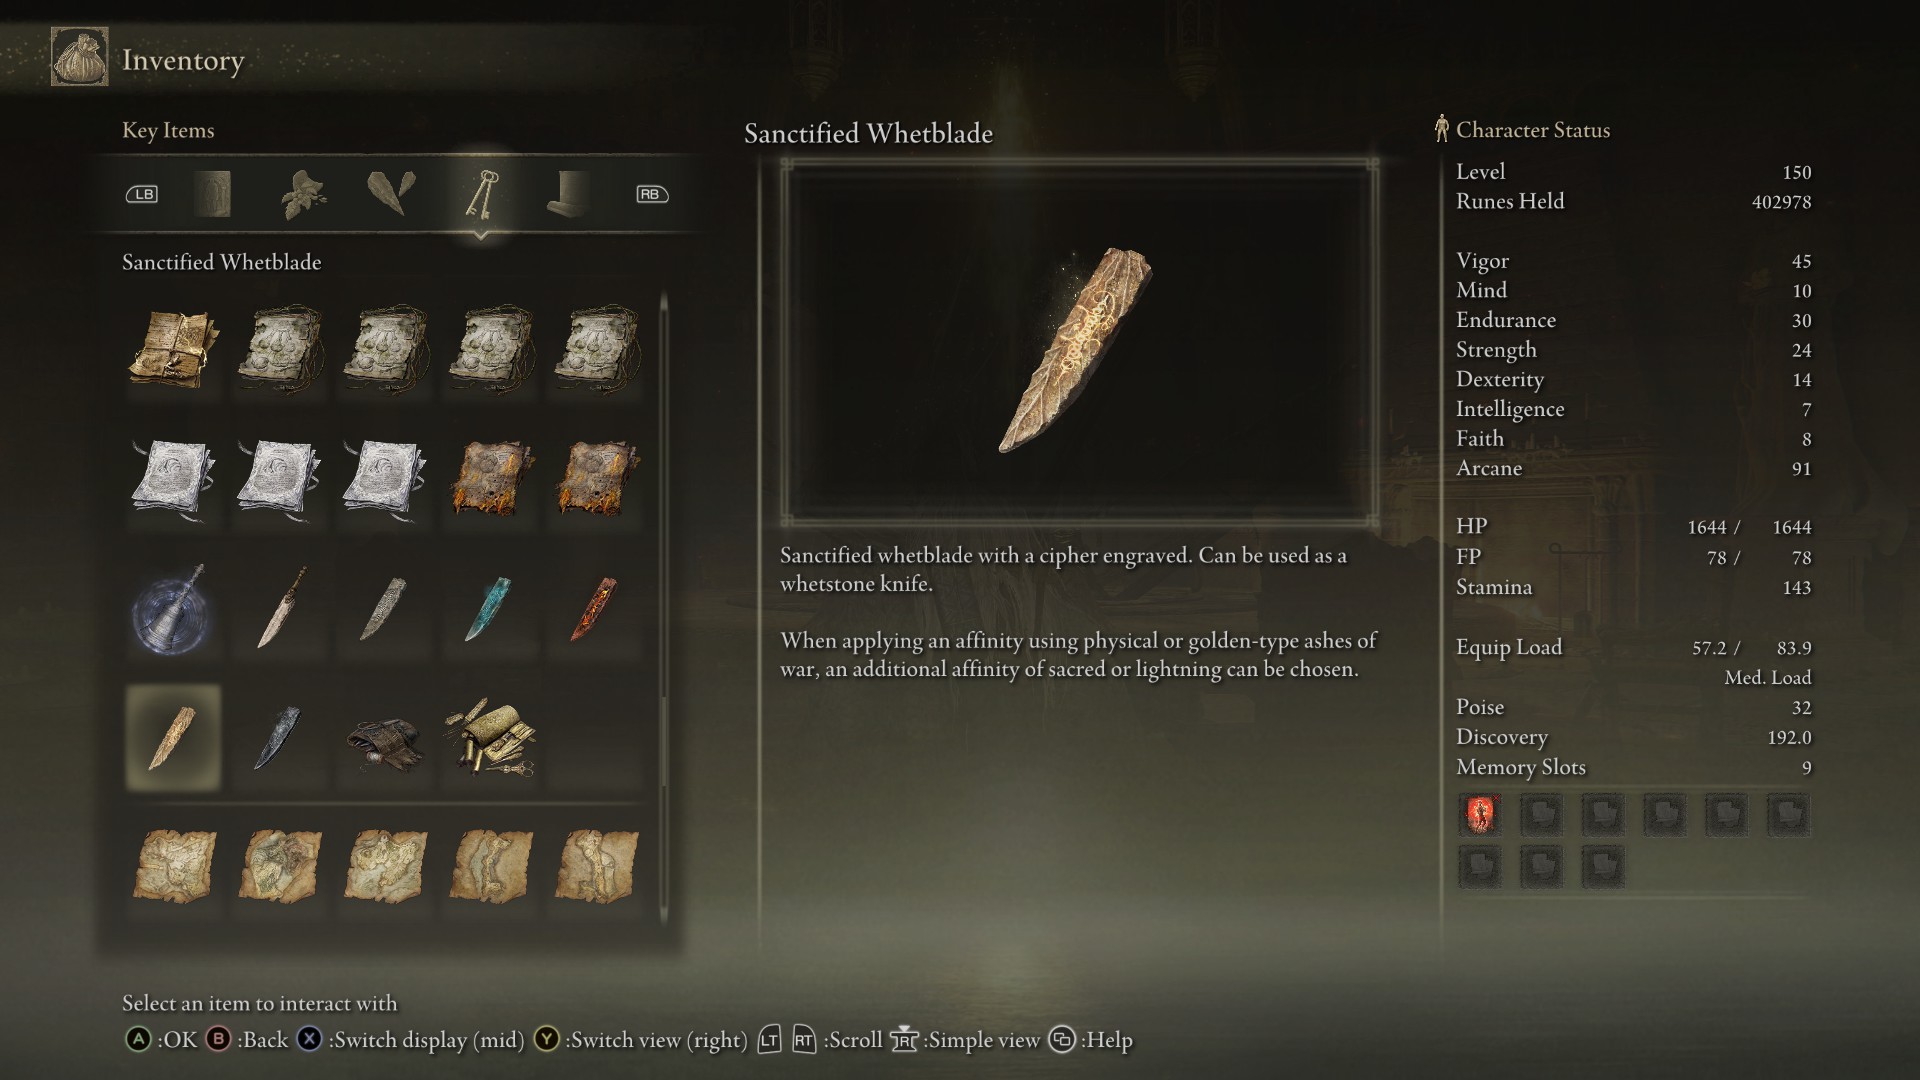 Inventory
Key Items
LB
RB
Sanctified Whetblade
Sanctified Whetblade
Sanctified whetblade with a cipher engraved. Can be used as a
whetstone knife.
When applying an affinity using physical or golden-type ashes of
war, an additional affinity of sacred or lightning can be chosen.
Character Status
Level 150
Runes Held 402978
Vigor 45
Mind 10
Endurance 30
Strength 24
Dexterity 14
Intelligence 7
Faith 8
Arcane 91
HP 1644 / 1644
FP 78 / 78
Stamina 143
Equip Load 57.2 / 83.9
Med. Load
Poise 32
Discovery 192.0
Memory Slots 9
Select an item to interact with
A :OK B :Back X :Switch display (mid) Y :Switch view (right) LT RT :Scroll R :Simple view :Help